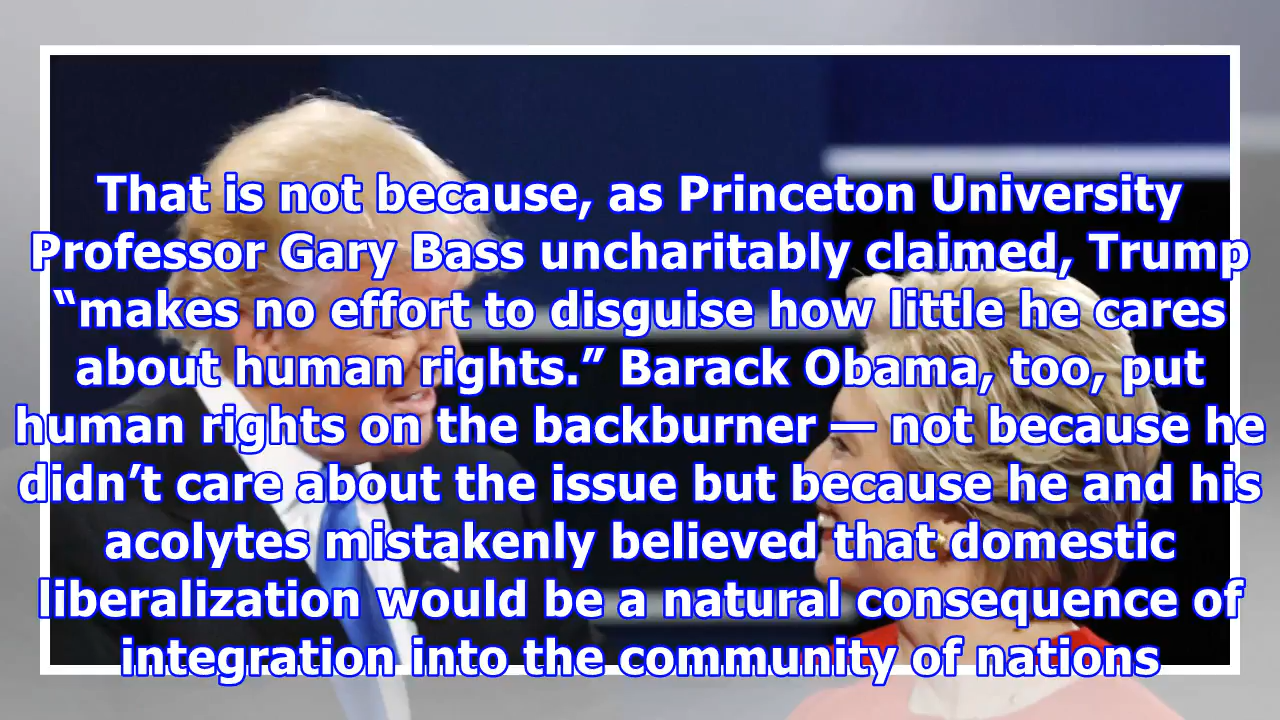 That is not because, as Princeton University
Professor Gary Bass uncharitably claimed, Trump
“makes no effort to disguise how little he cares
about human rights.” Barack Obama, too, put
human rights on the backburner — not because he
didn’t care about the issue but because he and his
acolytes mistakenly believed that domestic
liberalization would be a natural consequence of
integration into the community of nations